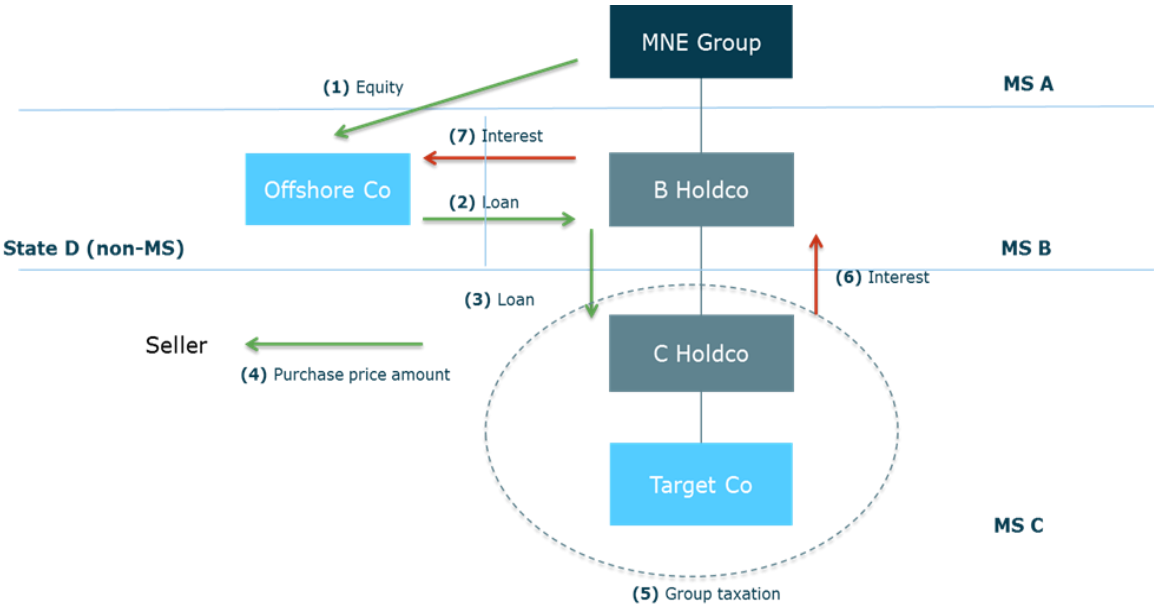 MNE Group
(1) Equity
MS A
(7) Interest
Offshore Co
B Holdco
(2) Loan
State D (non-MS)
MS B
(6) Interest
(3) Loan
Seller
C Holdco
(4) Purchase price amount
Target Co
MS C
(5) Group taxation